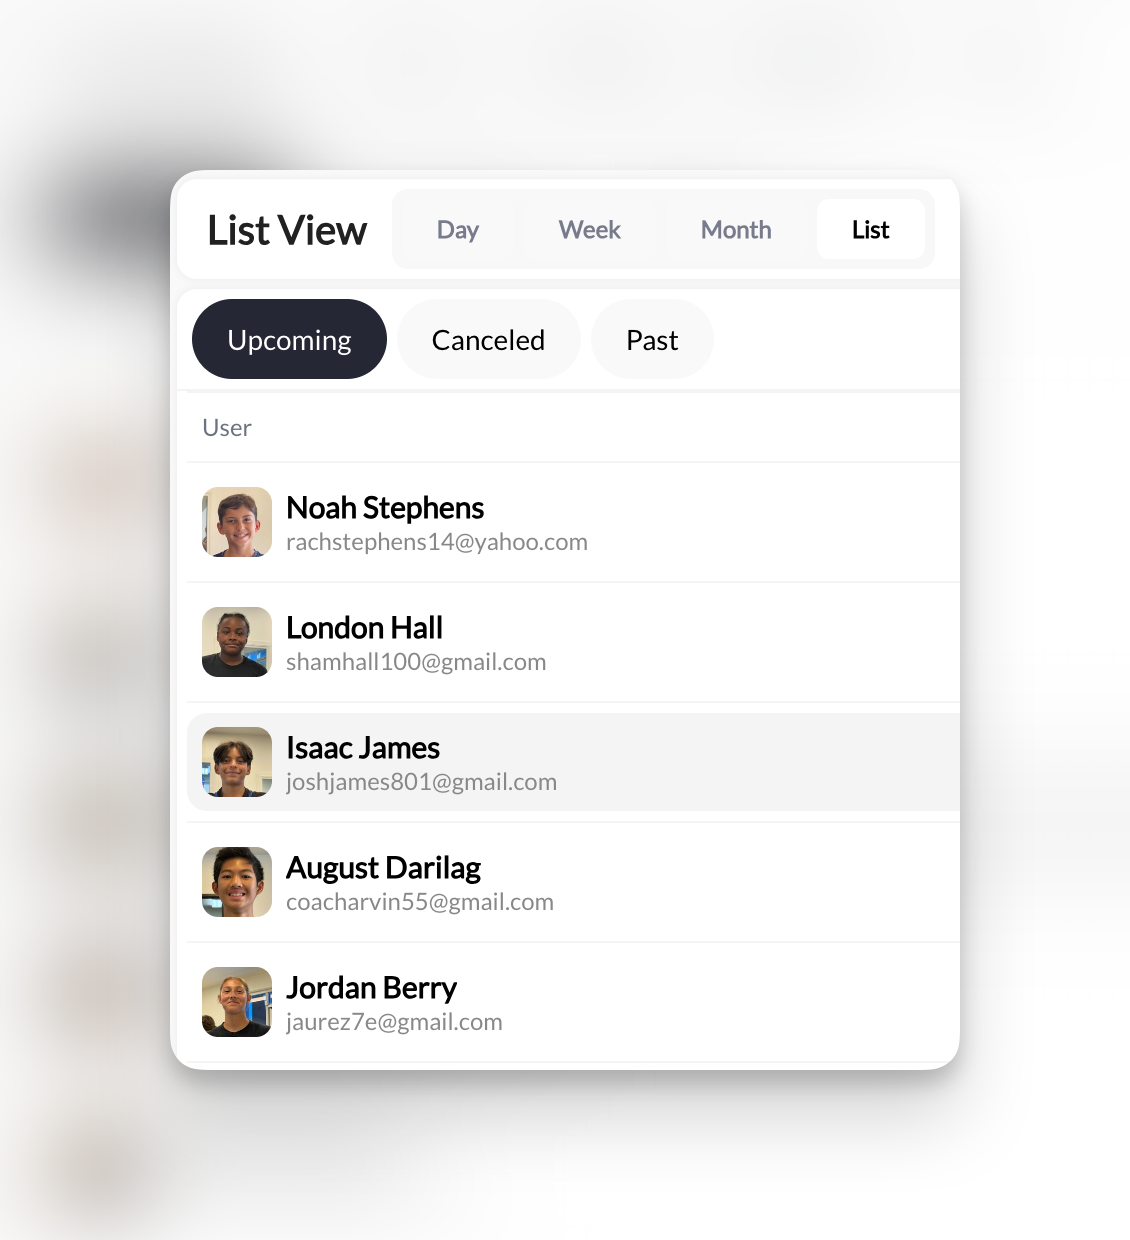 List View
Day Week Month List
Upcoming Canceled Past
User
Noah Stephens
rachstephens14@yahoo.com
London Hall
shamhall100@gmail.com
Isaac James
joshjames801@gmail.com
August Darilag
coacharvin55@gmail.com
Jordan Berry
jaurez7e@gmail.com